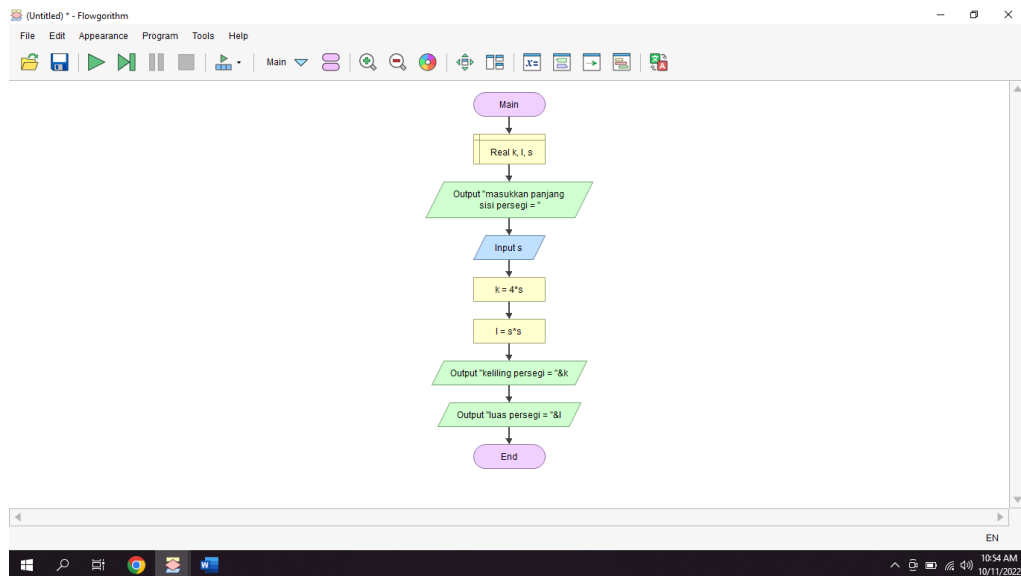 (Untitled) * - Flowgorithm
File Edit Appearance Program Tools Help
Main
x=
Main
Real k, l, s
Output "masukkan panjang
sisi persegi = "
Input s
k = 4*s
l = s*s
Output "keliling persegi = "&k
Output "luas persegi = "&l
End
EN
10:54 AM
10/11/2022